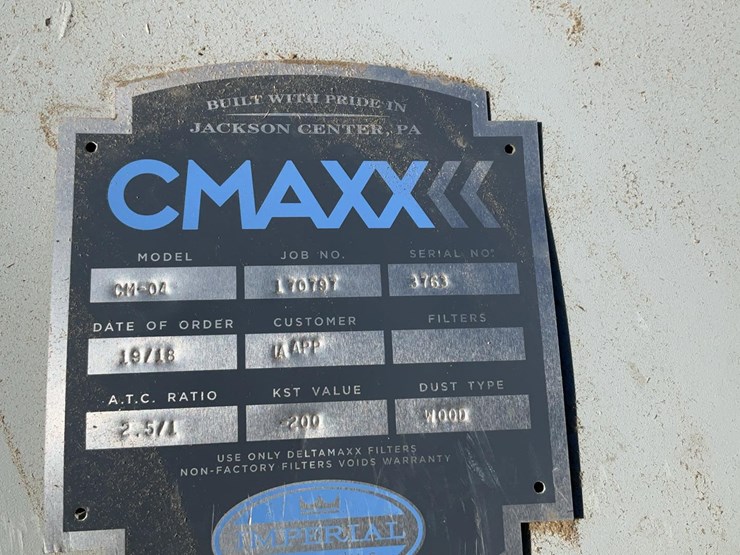 BUILT WITH PRIDE IN
JACKSON CENTER, PA
CMAXX
MODEL JOB NO. SERIAL NO.
CM-04 170797 3763
DATE OF ORDER CUSTOMER FILTERS
19/18 APP
A.T.C. RATIO KST VALUE DUST TYPE
2.5/1 200 WOOD
USE ONLY DELTAMAXX FILTERS
NON-FACTORY FILTERS VOIDS WARRANTY
IMPERIAL